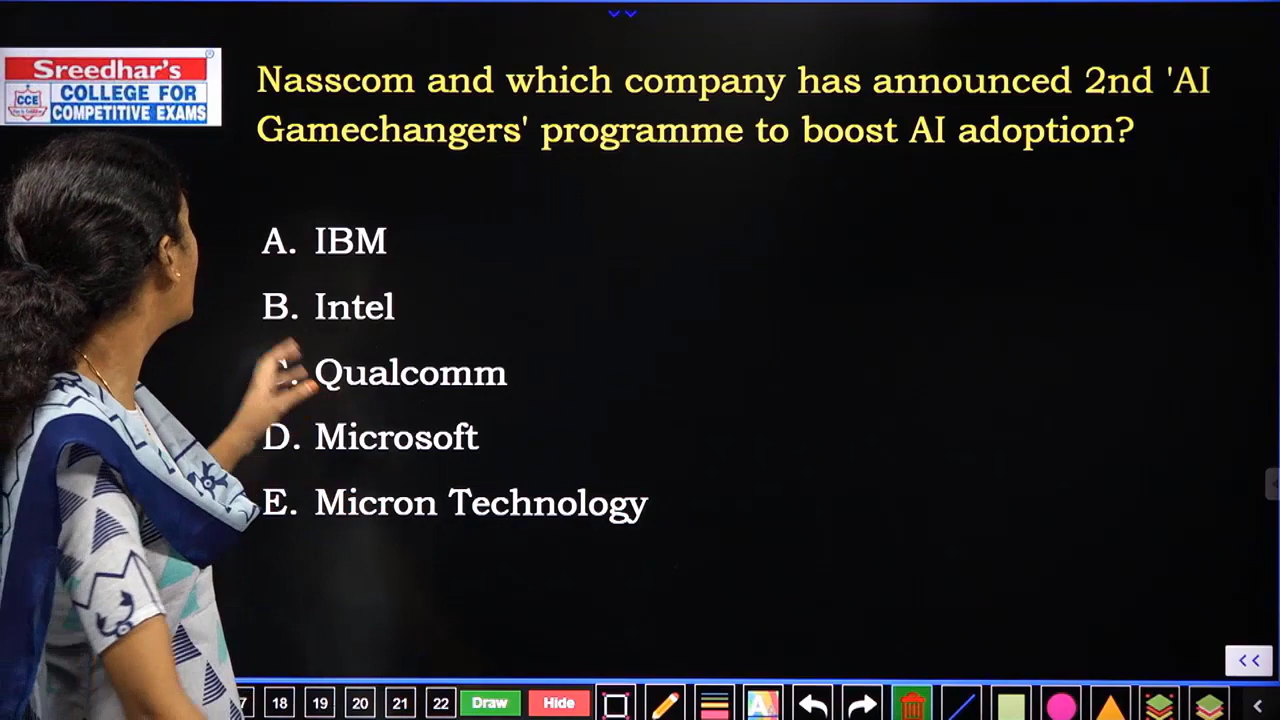 Sreedhar's
CCE
COLLEGE FOR
COMPETITIVE EXAMS
Nasscom and which company has announced 2nd 'AI
Gamechangers' programme to boost AI adoption?
A. IBM
B. Intel
Qualcomm
D. Microsoft
E. Micron Technology
<<
7 18 19 20 21 22 Draw Hide A